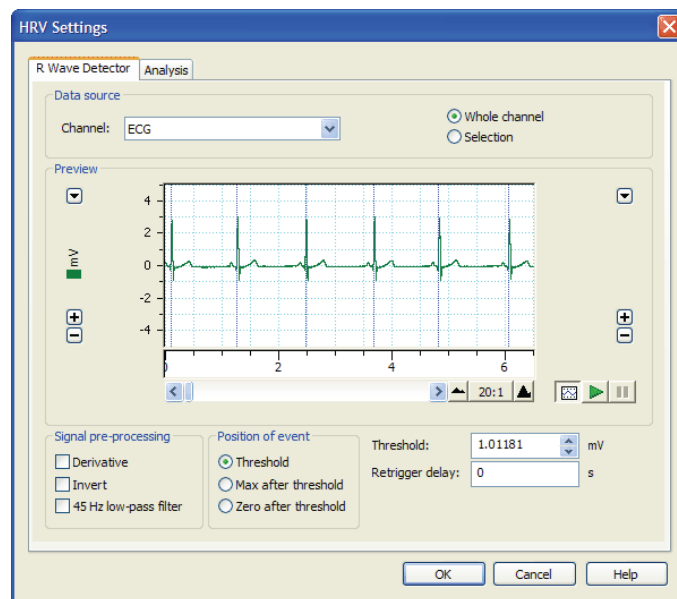 HRV Settings
R Wave Detector
Analysis
Data source
Channel:
ECG
Whole channel
Selection
Preview
4
2
0
-2
-4
mV
0
2
4
6
20:1
Signal pre-processing
Derivative
Invert
45 Hz low-pass filter
Position of event
Threshold
Max after threshold
Zero after threshold
Threshold:
1.01181
mV
Retrigger delay:
0
s
OK
Cancel
Help